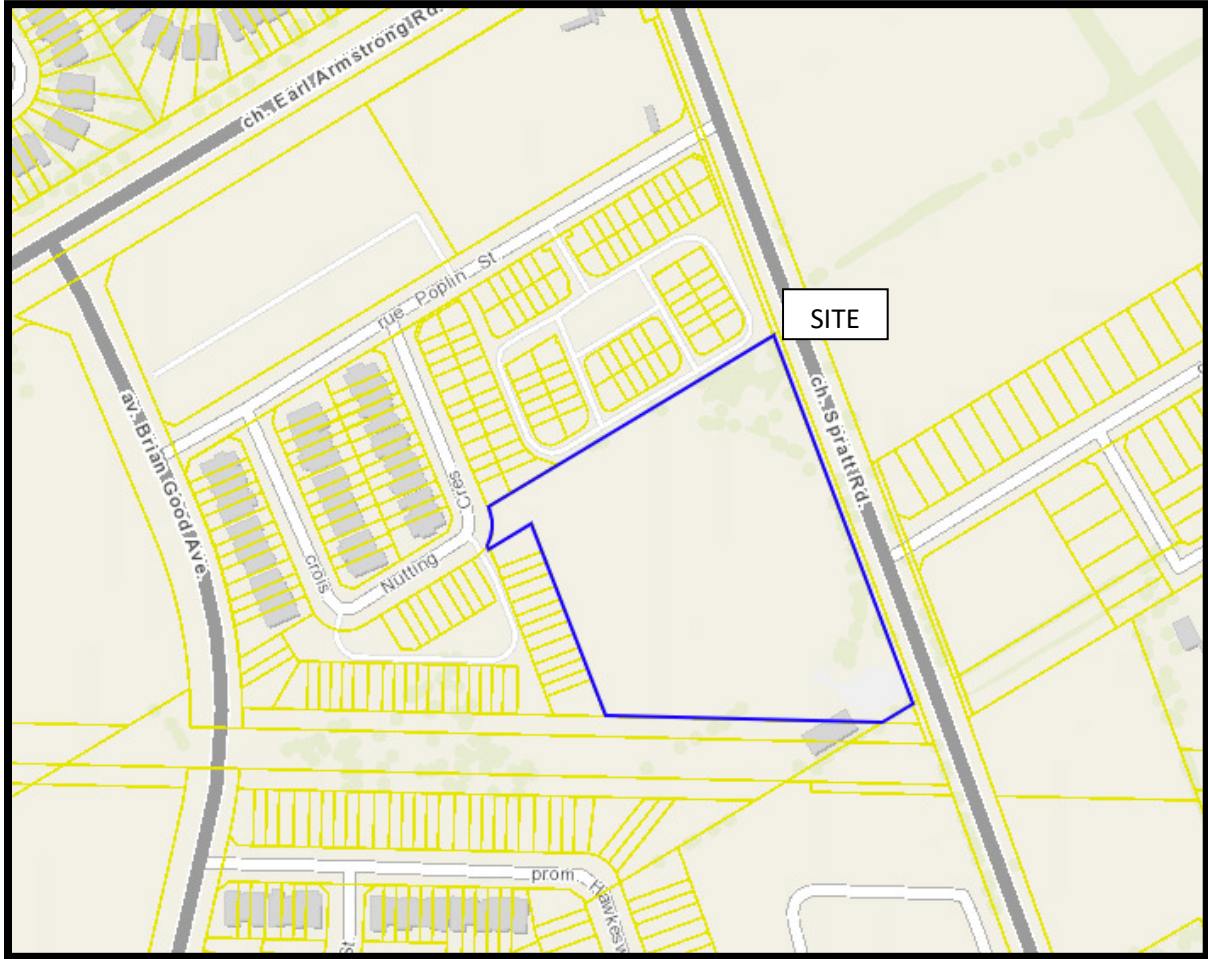 ch. Earl Armstrong Rd.
SITE
rue Poplin St
ch. Spratt Rd.
av. Brian Good Ave.
crois Nutting Cres
prom Hawkesw